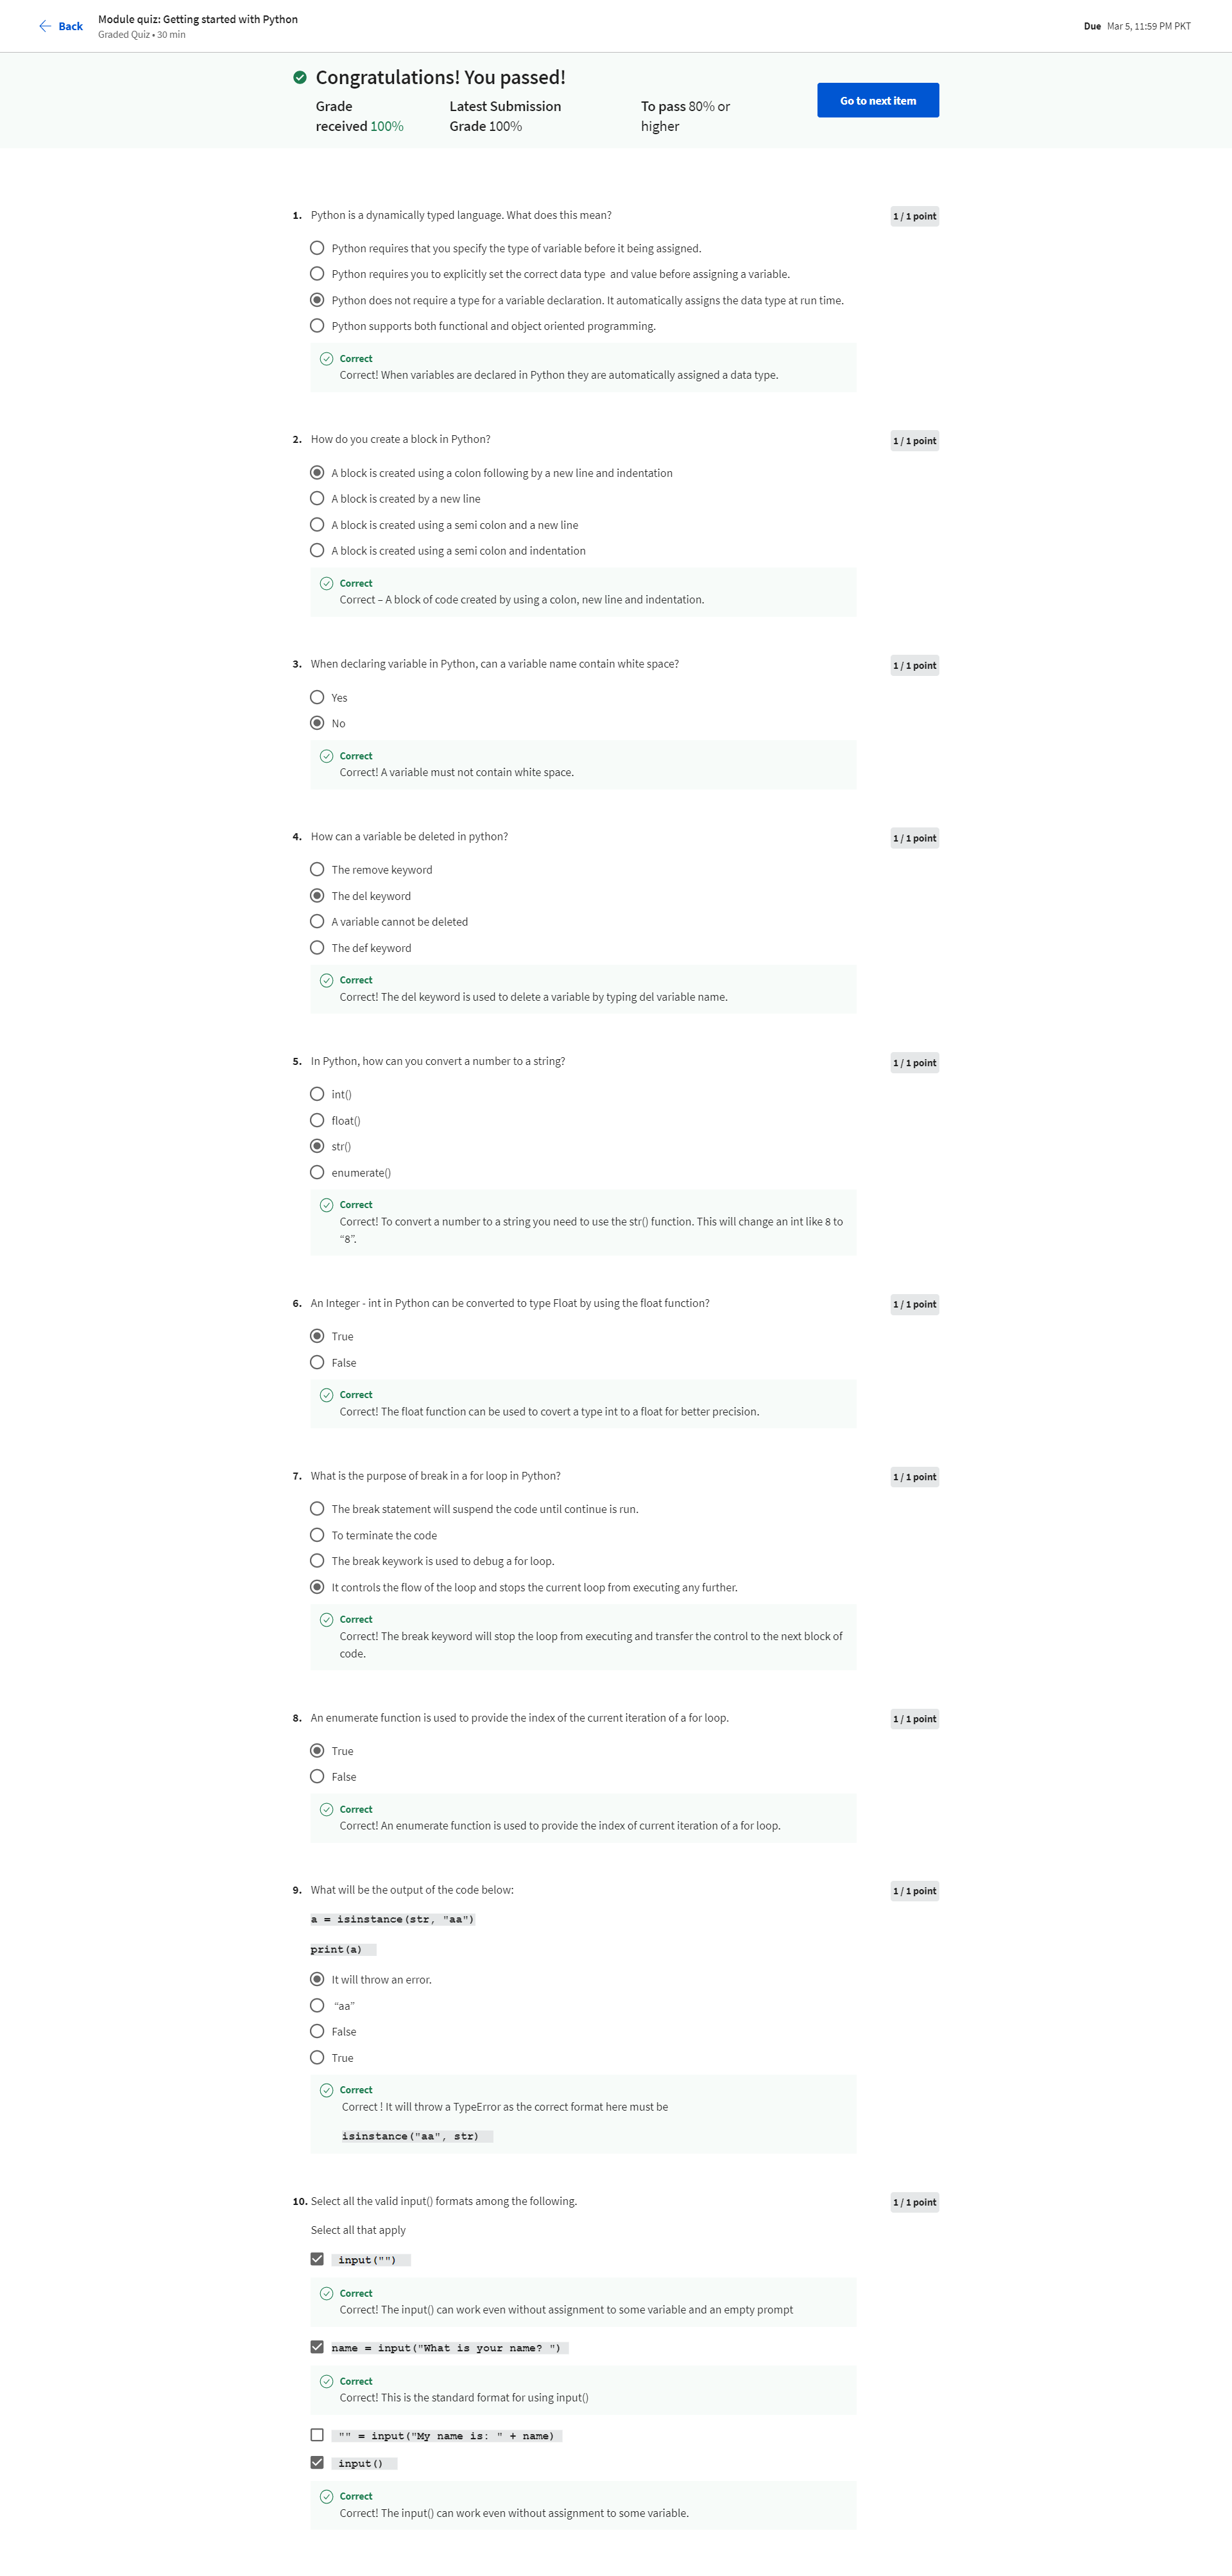 Back
Module quiz: Getting started with Python
Graded Quiz • 30 min
Due Mar 5, 11:59 PM PKT
Congratulations! You passed!
Grade
received 100%
Latest Submission
Grade 100%
To pass 80% or
higher
Go to next item
1. Python is a dynamically typed language. What does this mean?
1 / 1 point
Python requires that you specify the type of variable before it being assigned.
Python requires you to explicitly set the correct data type  and value before assigning a variable.
Python does not require a type for a variable declaration. It automatically assigns the data type at run time.
Python supports both functional and object oriented programming.
Correct
Correct! When variables are declared in Python they are automatically assigned a data type.
2. How do you create a block in Python?
1 / 1 point
A block is created using a colon following by a new line and indentation
A block is created by a new line
A block is created using a semi colon and a new line
A block is created using a semi colon and indentation
Correct
Correct – A block of code created by using a colon, new line and indentation.
3. When declaring variable in Python, can a variable name contain white space?
1 / 1 point
Yes
No
Correct
Correct! A variable must not contain white space.
4. How can a variable be deleted in python?
1 / 1 point
The remove keyword
The del keyword
A variable cannot be deleted
The def keyword
Correct
Correct! The del keyword is used to delete a variable by typing del variable name.
5. In Python, how can you convert a number to a string?
1 / 1 point
int()
float()
str()
enumerate()
Correct
Correct! To convert a number to a string you need to use the str() function. This will change an int like 8 to
“8”.
6. An Integer - int in Python can be converted to type Float by using the float function?
1 / 1 point
True
False
Correct
Correct! The float function can be used to covert a type int to a float for better precision.
7. What is the purpose of break in a for loop in Python?
1 / 1 point
The break statement will suspend the code until continue is run.
To terminate the code
The break keywork is used to debug a for loop.
It controls the flow of the loop and stops the current loop from executing any further.
Correct
Correct! The break keyword will stop the loop from executing and transfer the control to the next block of
code.
8. An enumerate function is used to provide the index of the current iteration of a for loop.
1 / 1 point
True
False
Correct
Correct! An enumerate function is used to provide the index of current iteration of a for loop.
9. What will be the output of the code below:
1 / 1 point
a = isinstance(str, "aa")
print(a)
It will throw an error.
“aa”
False
True
Correct
Correct ! It will throw a TypeError as the correct format here must be
isinstance("aa", str)
10. Select all the valid input() formats among the following.
1 / 1 point
Select all that apply
input("")
Correct
Correct! The input() can work even without assignment to some variable and an empty prompt
name = input("What is your name? ")
Correct
Correct! This is the standard format for using input()
"" = input("My name is: " + name)
input()
Correct
Correct! The input() can work even without assignment to some variable.